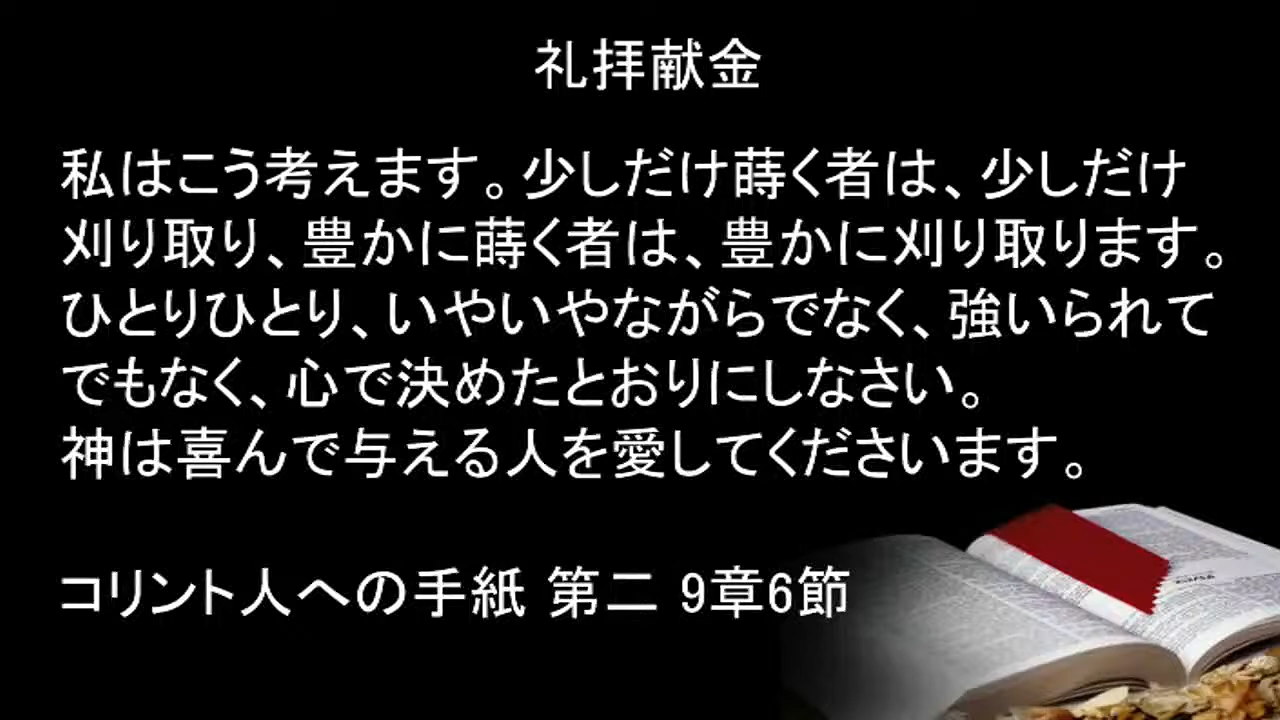 礼拝献金
私はこう考えます。少しだけ蒔く者は、少しだけ
刈り取り、豊かに蒔く者は、豊かに刈り取ります。
ひとりひとり、いやいやながらでなく、強いられて
でもなく、心で決めたとおりにしなさい。
神は喜んで与える人を愛してくださいます。
コリント人への手紙 第二 9章6節